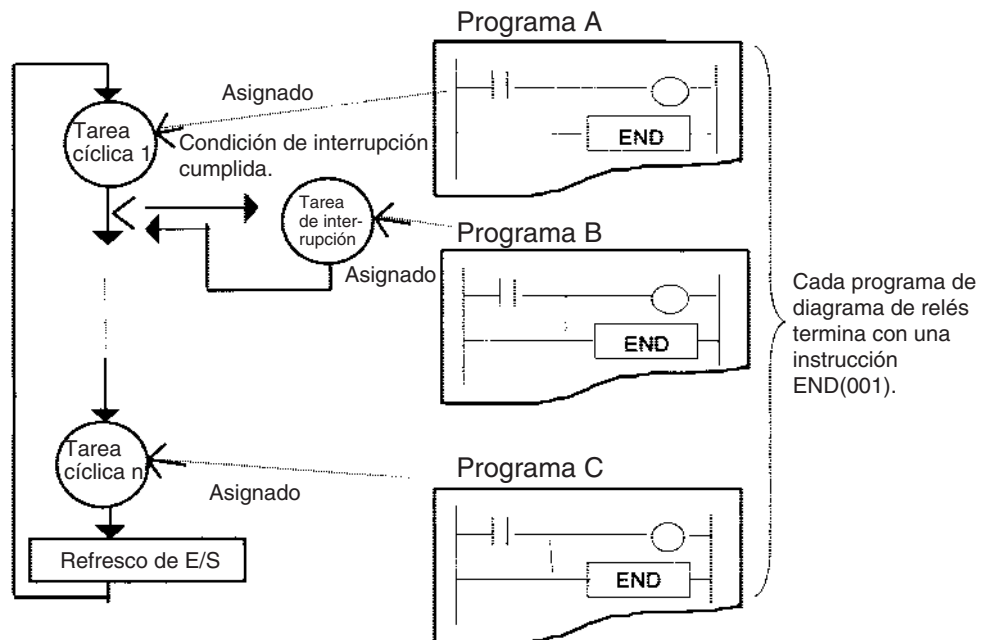 Programa A
Asignado
Tarea
cíclica 1
END
Condición de interrupción
cumplida.
Tarea
de inter-
rupción
Programa B
Asignado
END
Cada programa de
diagrama de relés
termina con una
instrucción
END(001).
Tarea
cíclica n
Programa C
Asignado
Refresco de E/S
END